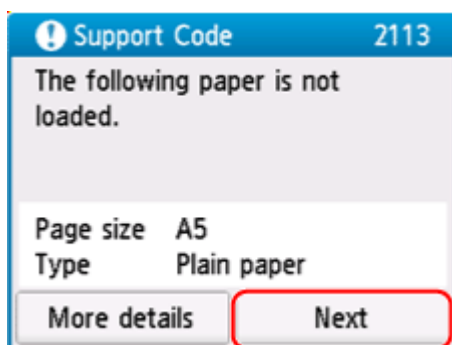 Support Code 2113
The following paper is not
loaded.
Page size A5
Type Plain paper
More details Next